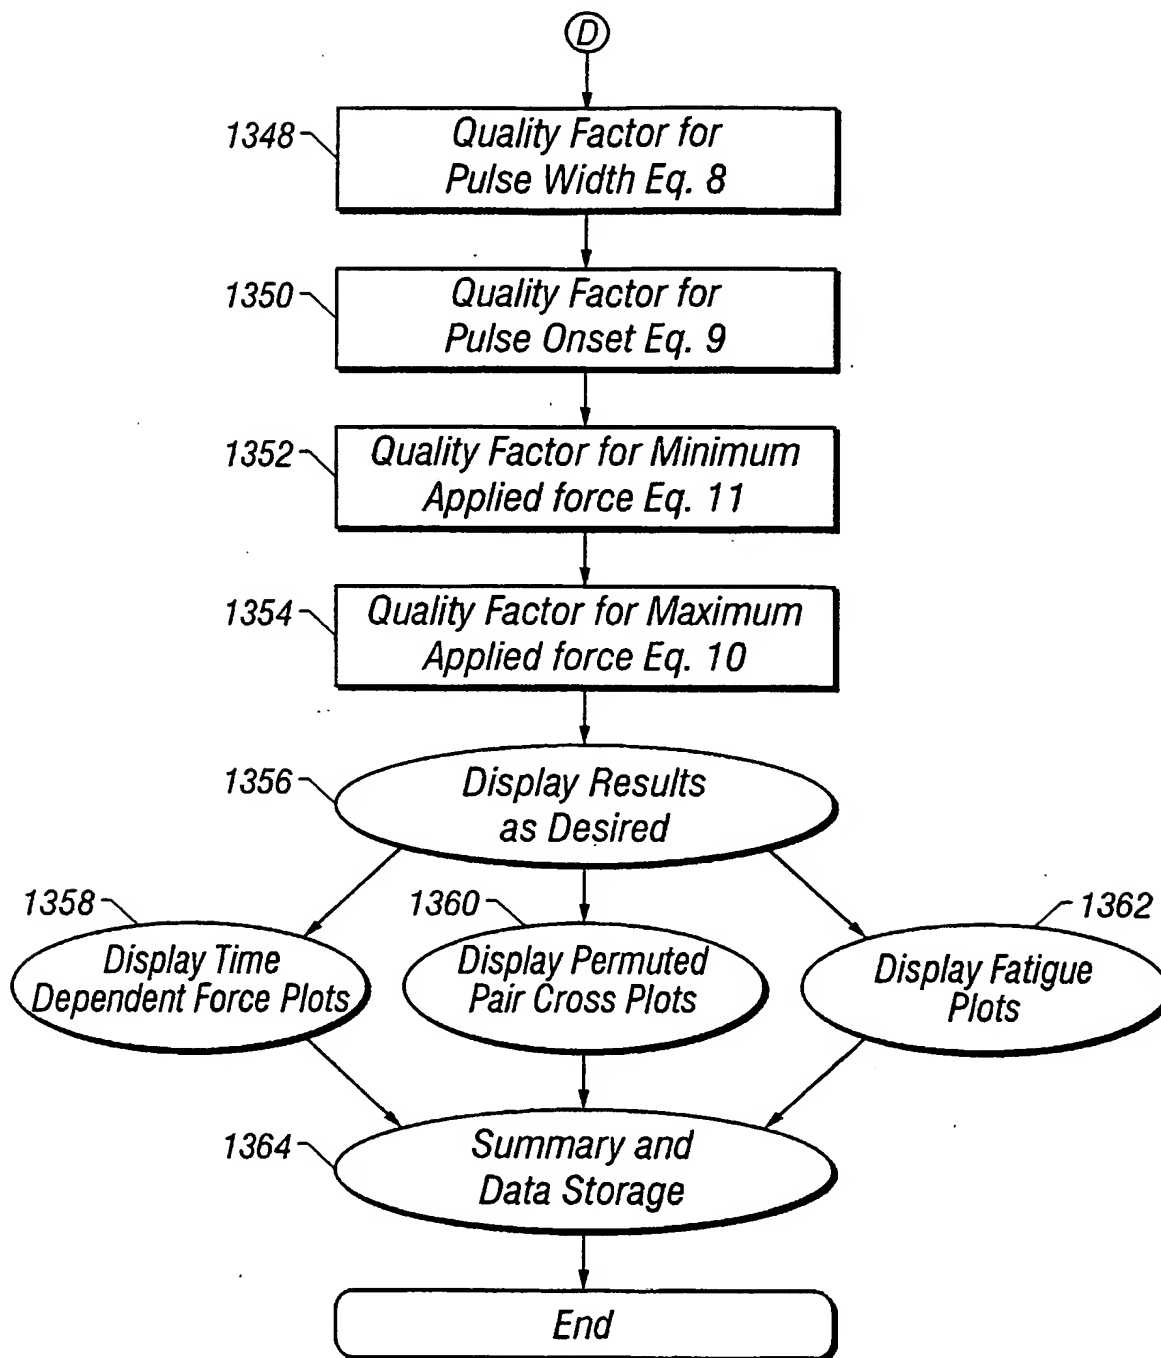 D
1348
Quality Factor for
Pulse Width Eq. 8
1350
Quality Factor for
Pulse Onset Eq. 9
1352
Quality Factor for Minimum
Applied force Eq. 11
1354
Quality Factor for Maximum
Applied force Eq. 10
1356
Display Results
as Desired
1358
Display Time
Dependent Force Plots
1360
Display Permuted
Pair Cross Plots
1362
Display Fatigue
Plots
1364
Summary and
Data Storage
End